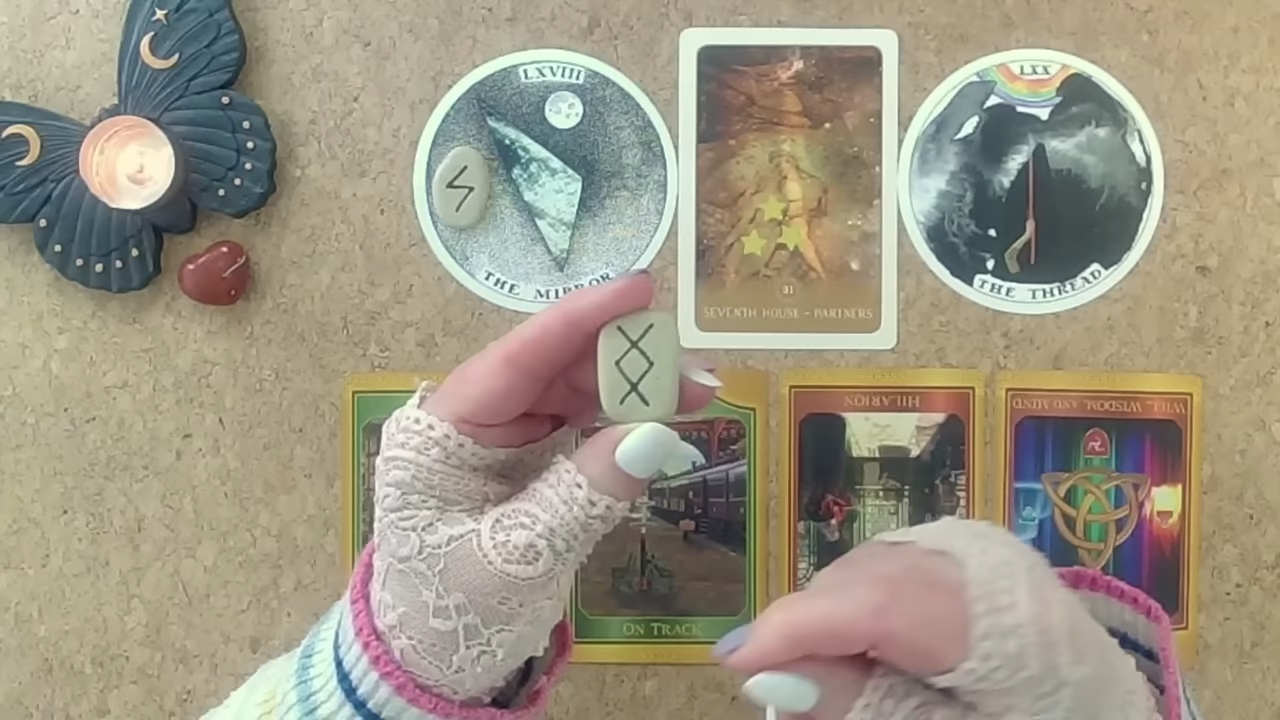 LXVIII
THE MIRROR
31
SEVENTH HOUSE - PARTNERS
LXX
THE THREAD
ON TRACK
HILARION
WILL, WISDOM, AND MIND